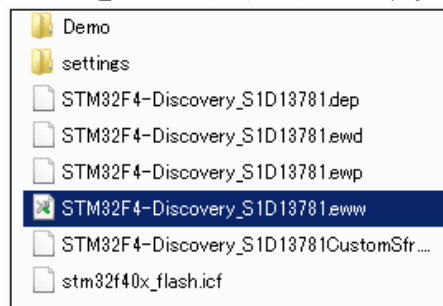 Demo
settings
STM32F4-Discovery_S1D13781.dep
STM32F4-Discovery_S1D13781.ewd
STM32F4-Discovery_S1D13781.ewp
STM32F4-Discovery_S1D13781.eww
STM32F4-Discovery_S1D13781CustomSfr....
stm32f40x_flash.icf